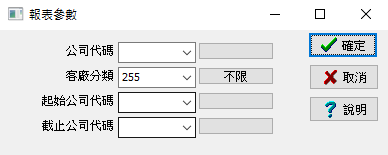 報表參數
公司代碼
客廠分類 255 不限
起始公司代碼
截止公司代碼
確定
取消
說明